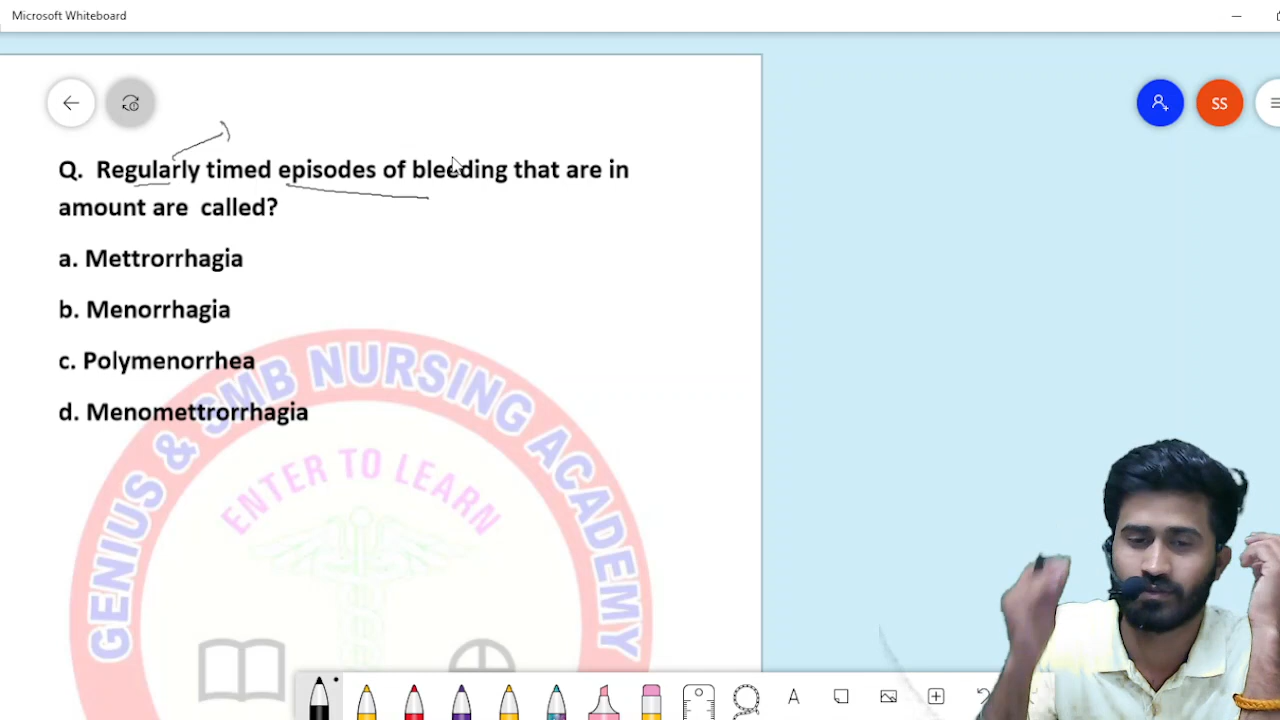 Microsoft Whiteboard
SS
Q. Regularly timed episodes of bleeding that are in
amount are called?
a. Mettrorrhagia
b. Menorrhagia
c. Polymenorrhea
d. Menomettrorrhagia
GENIUS & SMB NURSING ACADEMY
ENTER TO LEARN
A